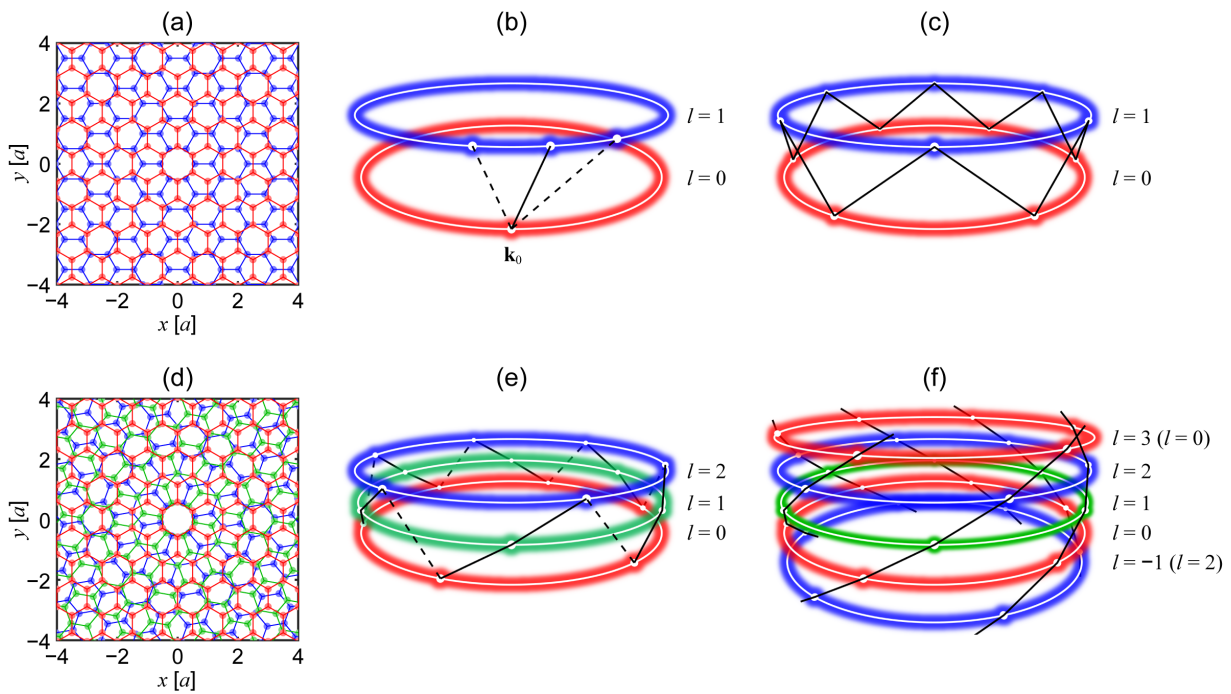 (a)
4
2
0
−2
−4
y [a]
−4 −2 0 2 4
x [a]
(b)
l = 1
l = 0
k₀
(c)
l = 1
l = 0
(d)
4
2
0
−2
−4
y [a]
−4 −2 0 2 4
x [a]
(e)
l = 2
l = 1
l = 0
(f)
l = 3 (l = 0)
l = 2
l = 1
l = 0
l = −1 (l = 2)